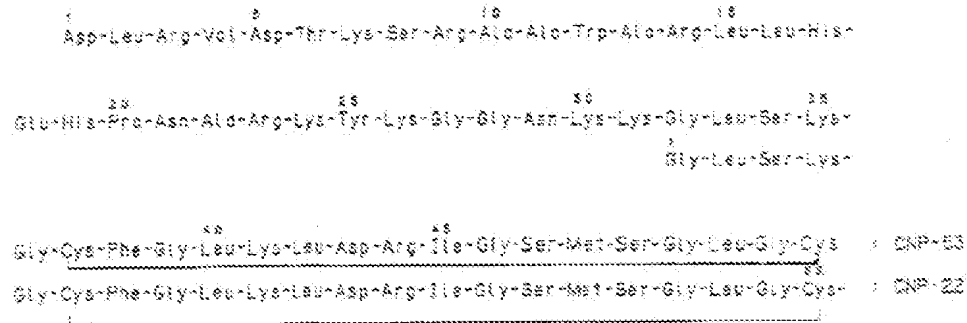 1 5 10 15
Asp-Leu-Arg-Val-Asp-Thr-Lys-Ser-Arg-Ala-Ala-Trp-Ala-Arg-Leu-Leu-His-
20 25 30 35
Glu-His-Pro-Asn-Ala-Arg-Lys-Tyr-Lys-Gly-Gly-Asn-Lys-Lys-Gly-Leu-Ser-Lys-
1
Gly-Leu-Ser-Lys-
40 45
Gly-Cys-Phe-Gly-Leu-Lys-Leu-Asp-Arg-Ile-Gly-Ser-Met-Ser-Gly-Leu-Gly-Cys : CNP-53
Gly-Cys-Phe-Gly-Leu-Lys-Leu-Asp-Arg-Ile-Gly-Ser-Met-Ser-Gly-Leu-Gly-Cys- : CNP-22